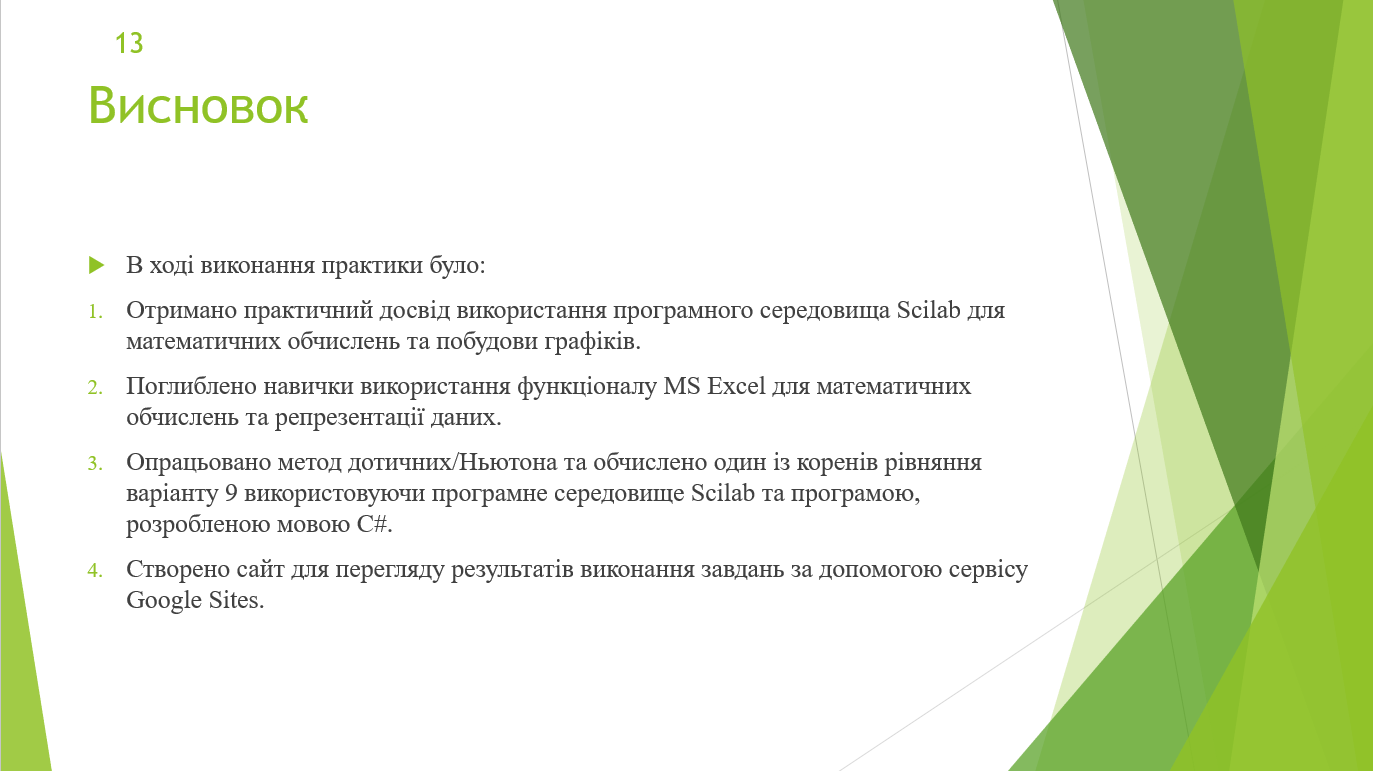 13
Висновок
В ході виконання практики було:
1. Отримано практичний досвід використання програмного середовища Scilab для
математичних обчислень та побудови графіків.
2. Поглиблено навички використання функціоналу MS Excel для математичних
обчислень та репрезентації даних.
3. Опрацьовано метод дотичних/Ньютона та обчислено один із коренів рівняння
варіанту 9 використовуючи програмне середовище Scilab та програмою,
розробленою мовою C#.
4. Створено сайт для перегляду результатів виконання завдань за допомогою сервісу
Google Sites.